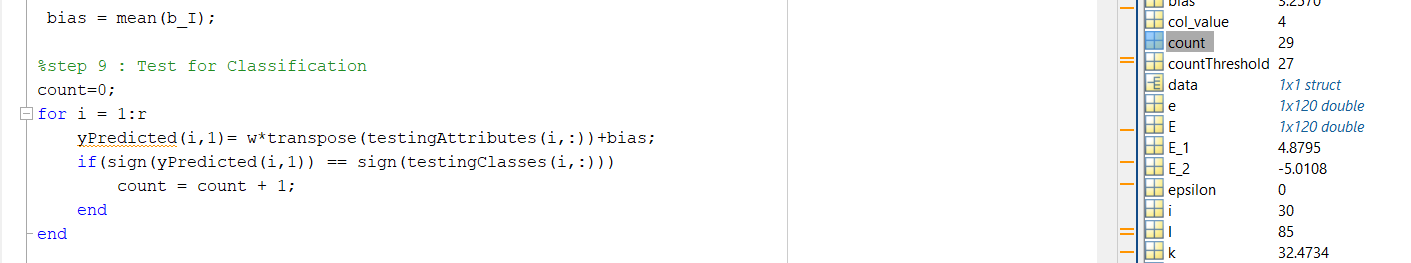 bias = mean(b_I);
%step 9 : Test for Classification
count=0;
for i = 1:r
yPredicted(i,1)= w*transpose(testingAttributes(i,:))+bias;
if(sign(yPredicted(i,1)) == sign(testingClasses(i,:)))
count = count + 1;
end
end
bias 3.2570
col_value 4
count 29
countThreshold 27
data 1x1 struct
e 1x120 double
E 1x120 double
E_1 4.8795
E_2 -5.0108
epsilon 0
i 30
I 85
k 32.4734